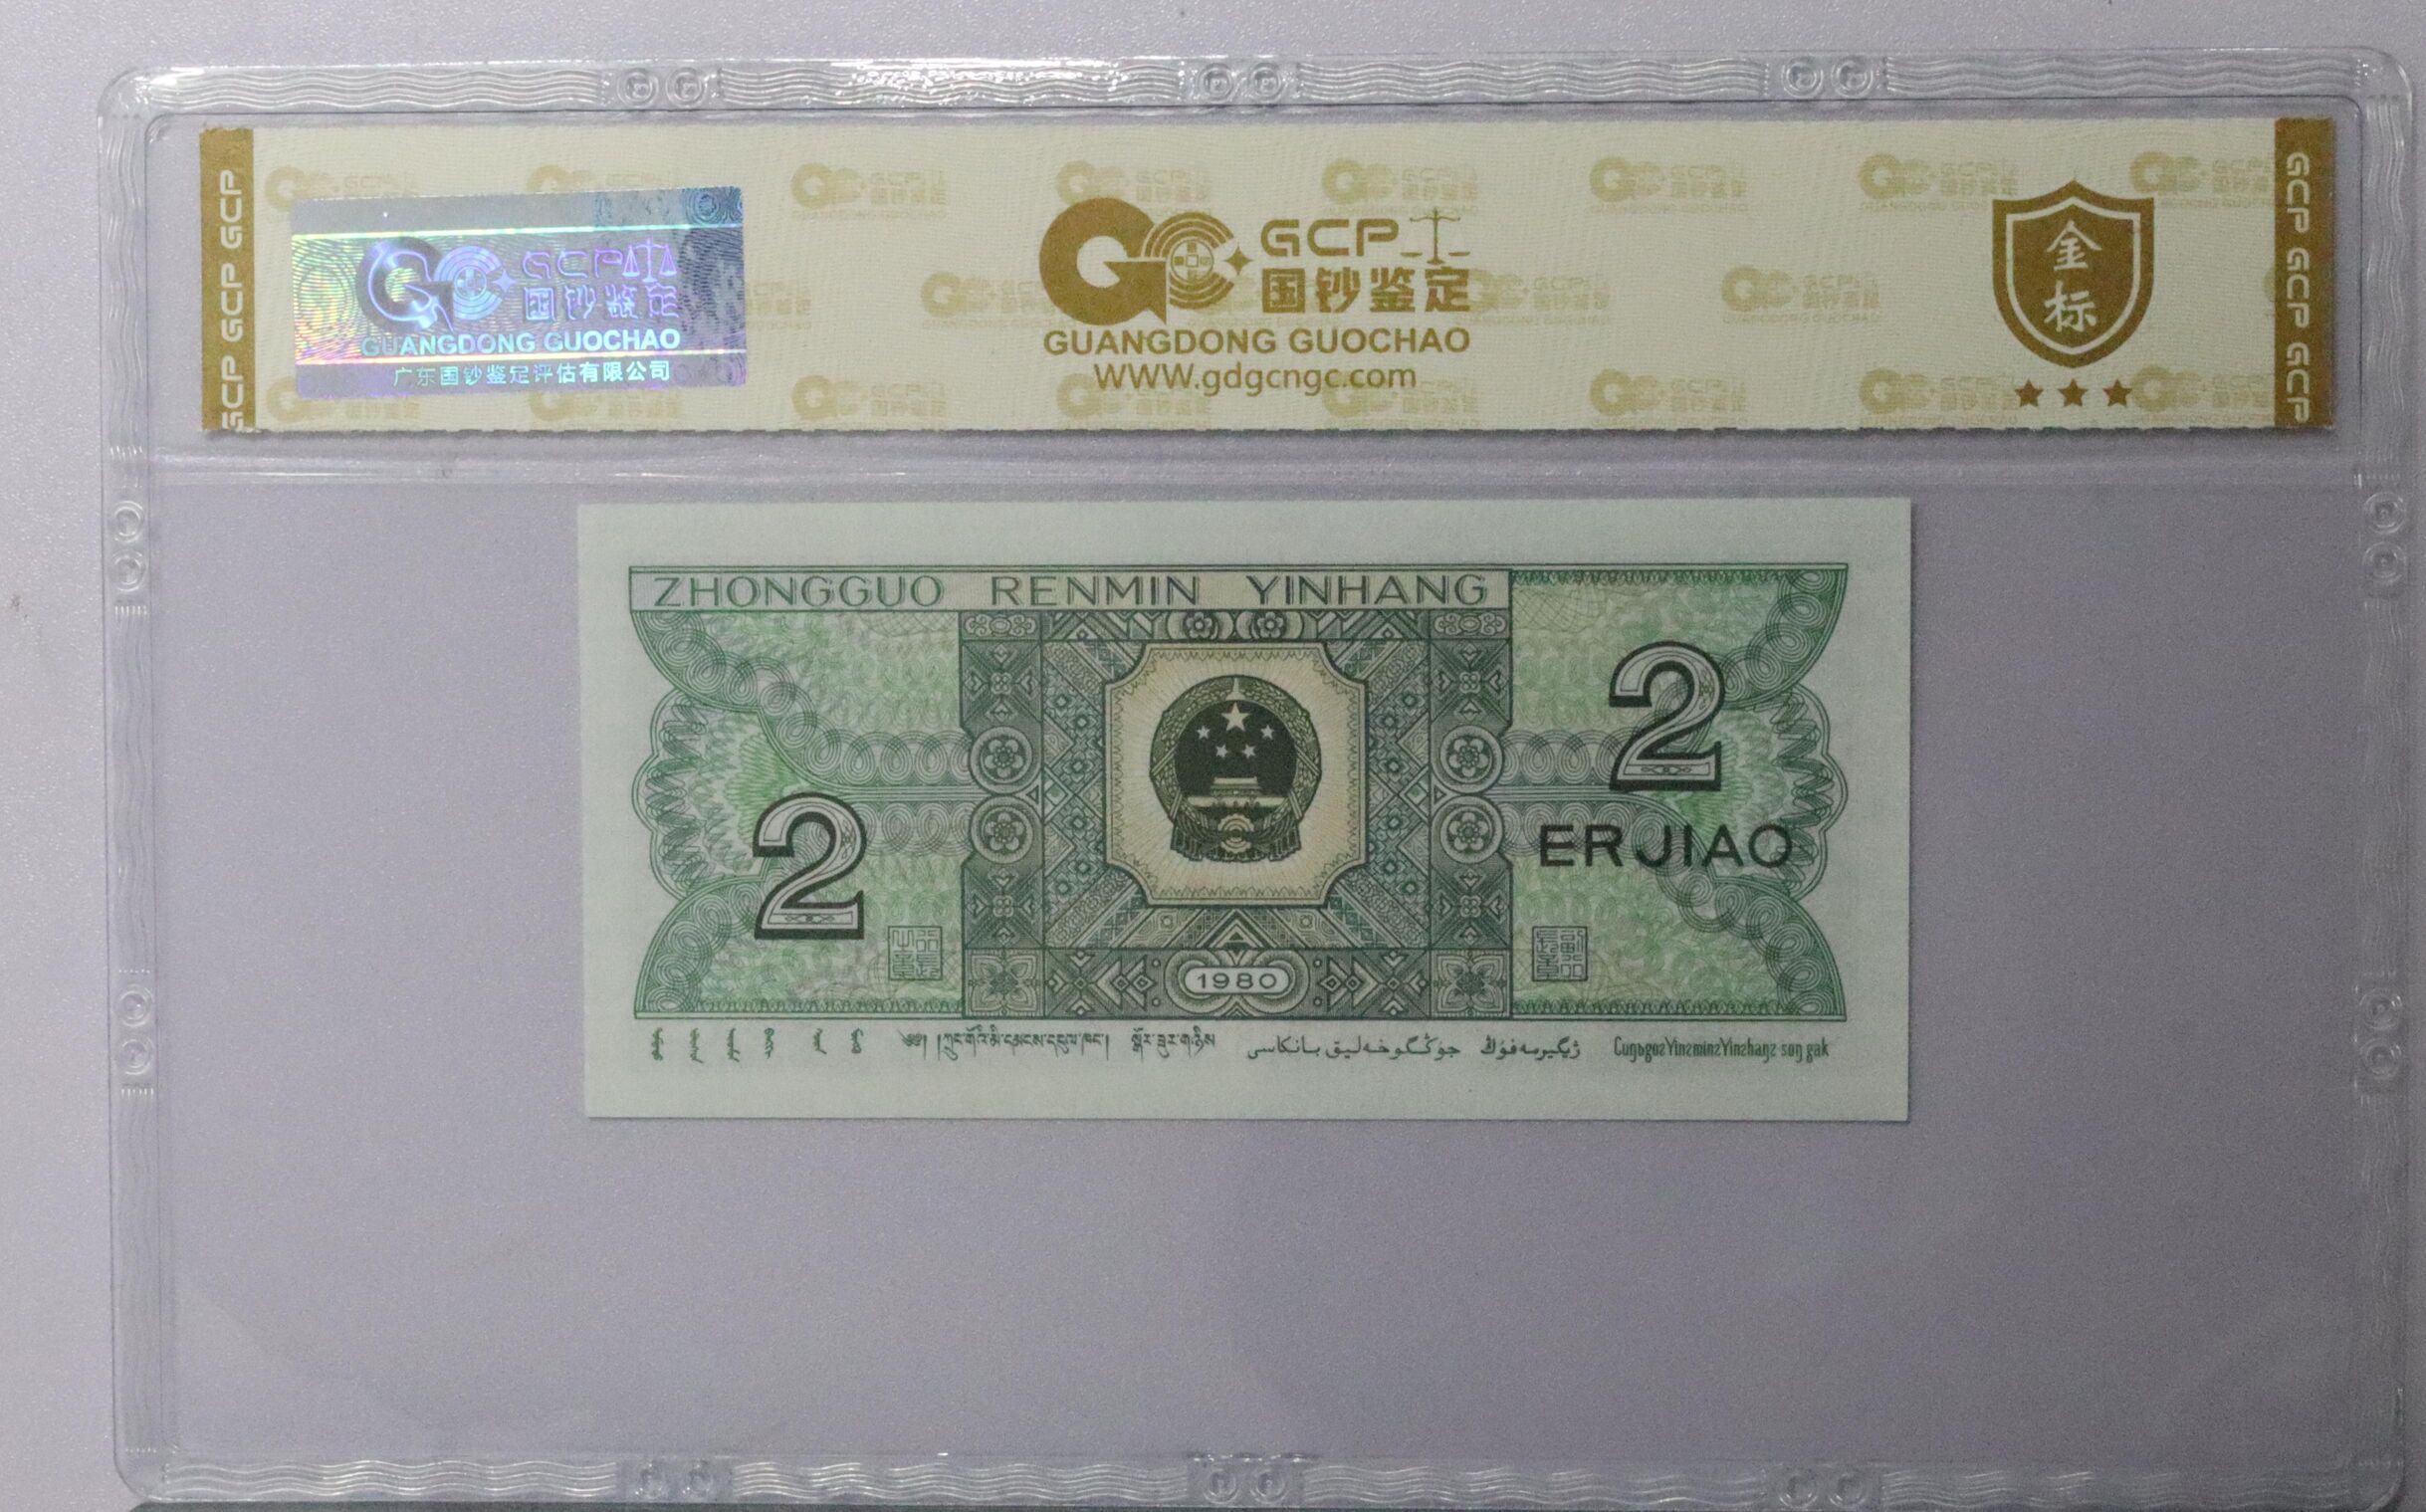 GCP GCP GCP
GCP
国钞鉴定
GUANGDONG GUOCHAO
广东国钞鉴定评估有限公司
GCP
国钞鉴定
GUANGDONG GUOCHAO
www.gdgcngc.com
金
标
GCP GCP GCP
ZHONGGUO RENMIN YINHANG
2
ERJIAO
2
1980